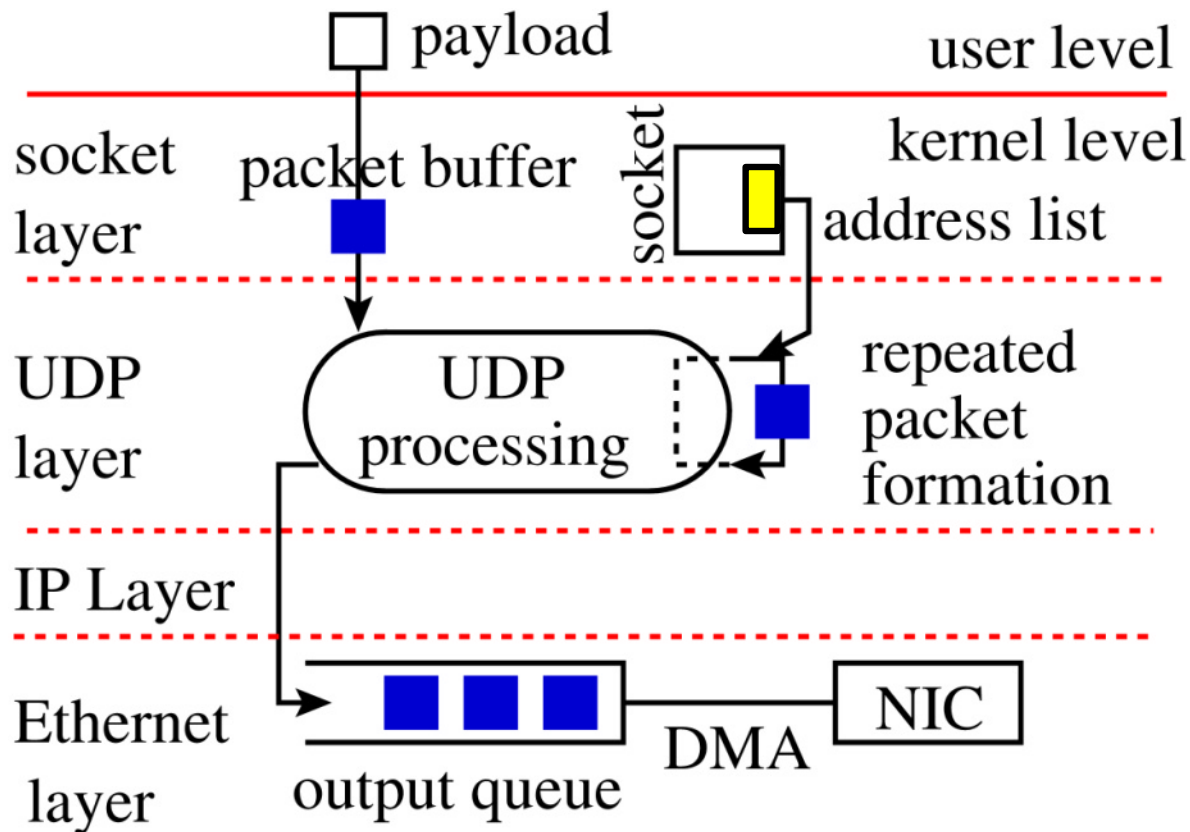 payload
user level
kernel level
socket
layer
packet buffer
socket
address list
UDP
layer
UDP
processing
repeated
packet
formation
IP Layer
Ethernet
layer
output queue
DMA
NIC